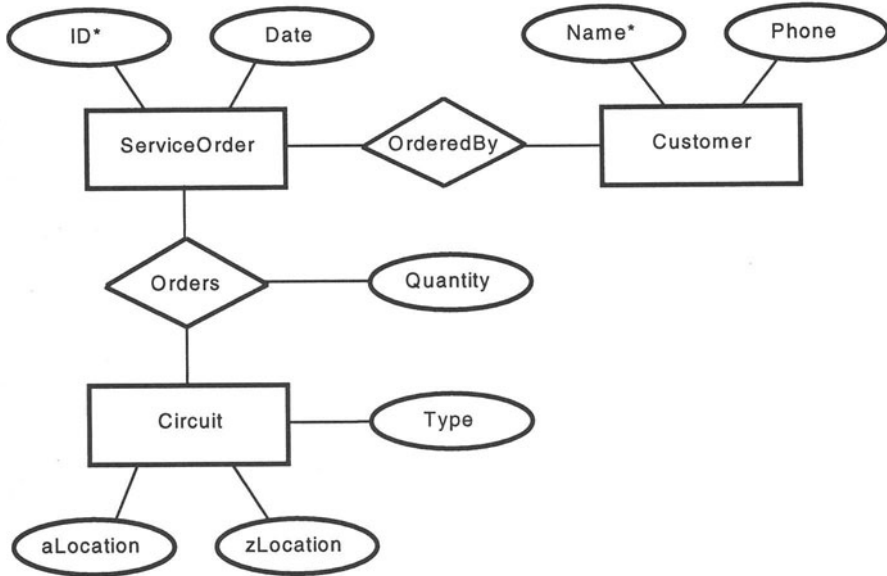 ID*
Date
Name*
Phone
ServiceOrder
OrderedBy
Customer
Orders
Quantity
Circuit
Type
aLocation
zLocation